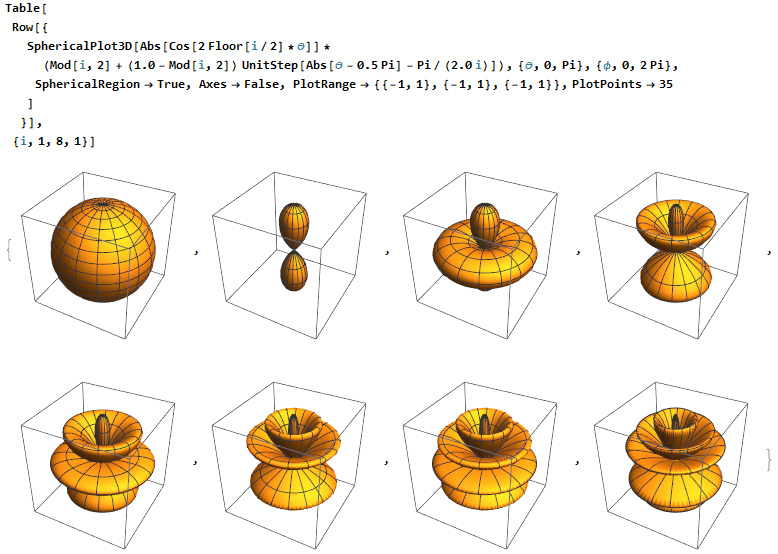 Table[
Row[{
SphericalPlot3D[Abs[Cos[2 Floor[i / 2] * θ]] *
(Mod[i, 2] + (1.0 - Mod[i, 2]) UnitStep[Abs[θ - 0.5 Pi] - Pi / (2.0 i)]), {θ, 0, Pi}, {ϕ, 0, 2 Pi},
SphericalRegion → True, Axes → False, PlotRange → {{-1, 1}, {-1, 1}, {-1, 1}}, PlotPoints → 35
]
}],
{i, 1, 8, 1}]
{ , , , ,
, , , }